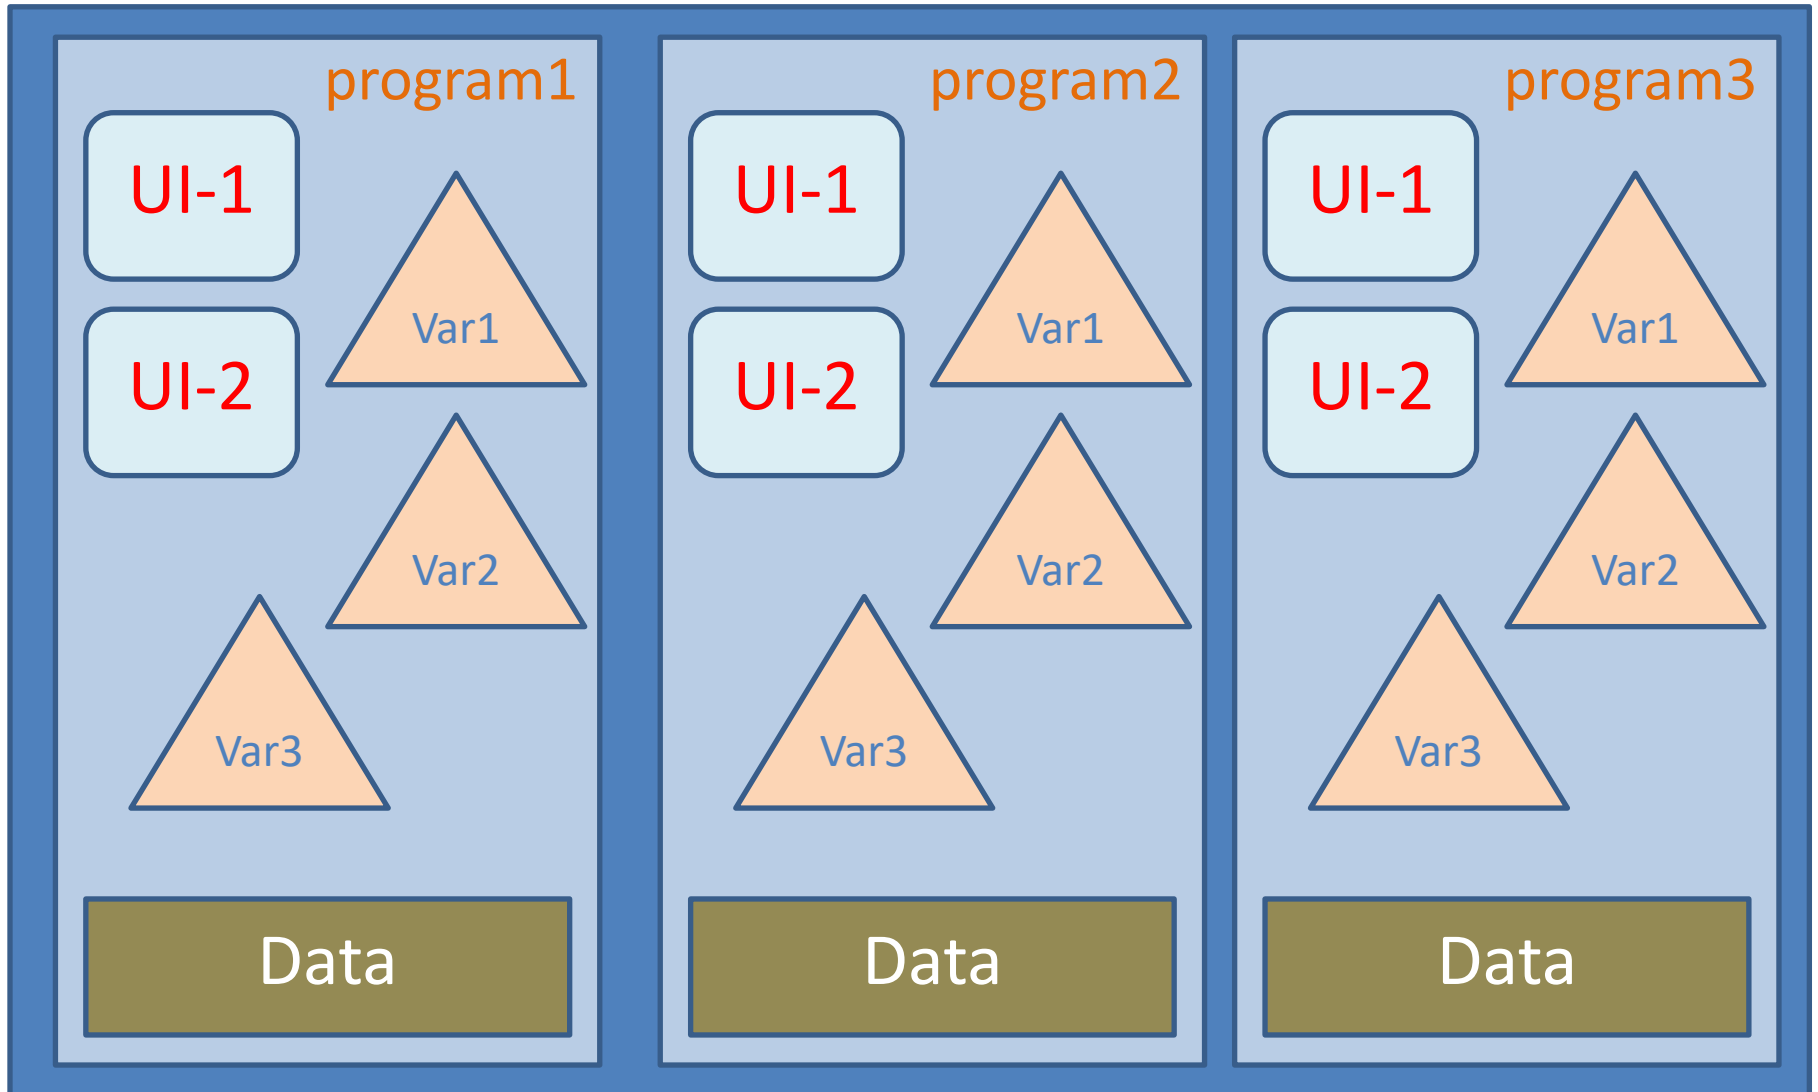 program1
UI-1
Var1
UI-2
Var2
Var3
Data
program2
UI-1
Var1
UI-2
Var2
Var3
Data
program3
UI-1
Var1
UI-2
Var2
Var3
Data